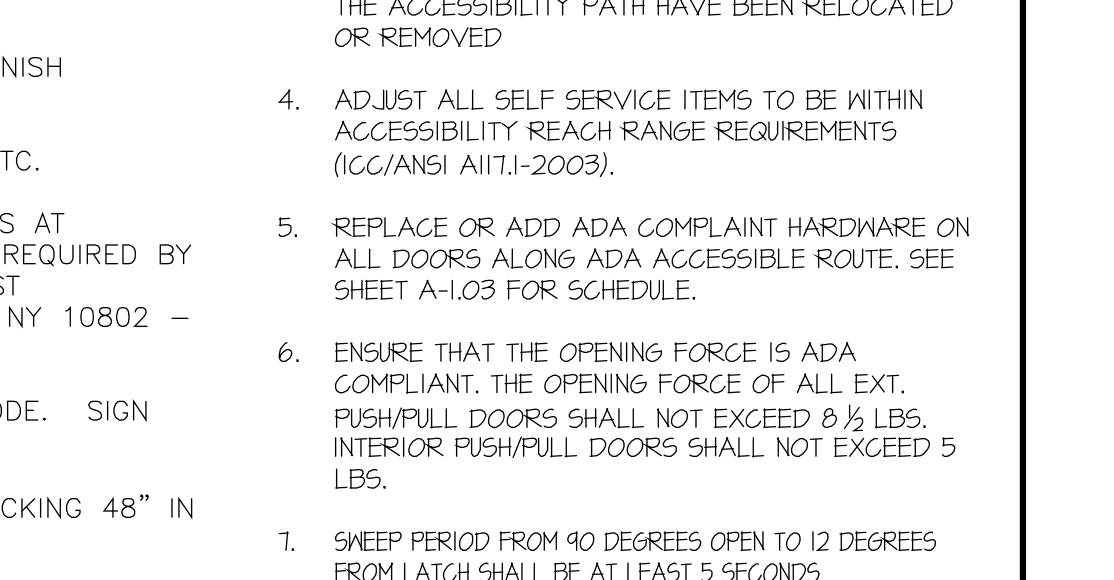 NISH
TC.
S AT
REQUIRED BY
ST
NY 10802 –
ODE. SIGN
CKING 48” IN
THE ACCESSIBILITY PATH HAVE BEEN RELOCATED
OR REMOVED
4. ADJUST ALL SELF SERVICE ITEMS TO BE WITHIN
ACCESSIBILITY REACH RANGE REQUIREMENTS
(ICC/ANSI A117.1-2003).
5. REPLACE OR ADD ADA COMPLAINT HARDWARE ON
ALL DOORS ALONG ADA ACCESSIBLE ROUTE. SEE
SHEET A-1.03 FOR SCHEDULE.
6. ENSURE THAT THE OPENING FORCE IS ADA
COMPLIANT. THE OPENING FORCE OF ALL EXT.
PUSH/PULL DOORS SHALL NOT EXCEED 8 ½ LBS.
INTERIOR PUSH/PULL DOORS SHALL NOT EXCEED 5
LBS.
7. SWEEP PERIOD FROM 90 DEGREES OPEN TO 12 DEGREES
FROM LATCH SHALL BE AT LEAST 5 SECONDS